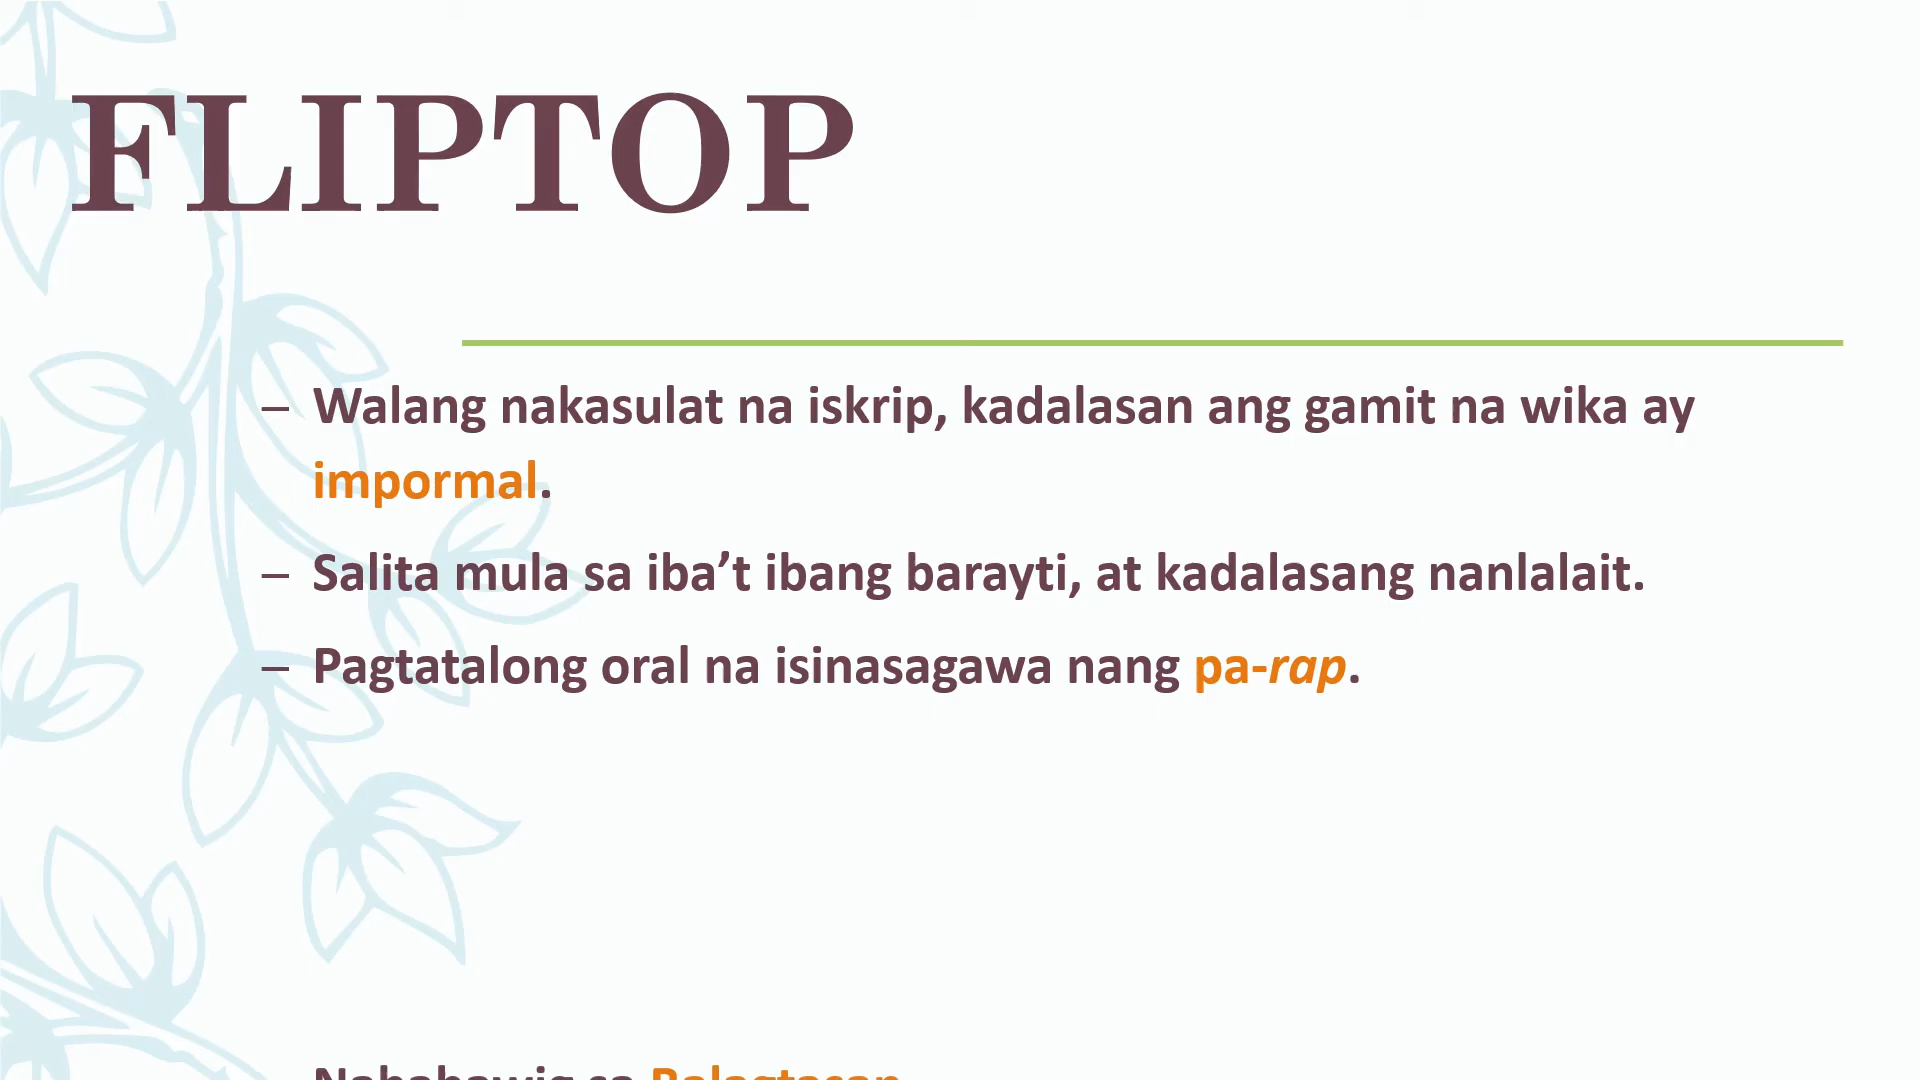 FLIPTOP
– Walang nakasulat na iskrip, kadalasan ang gamit na wika ay
impormal.
– Salita mula sa iba’t ibang barayti, at kadalasang nanlalait.
– Pagtatalong oral na isinasagawa nang pa-rap.
sa Balagtasan